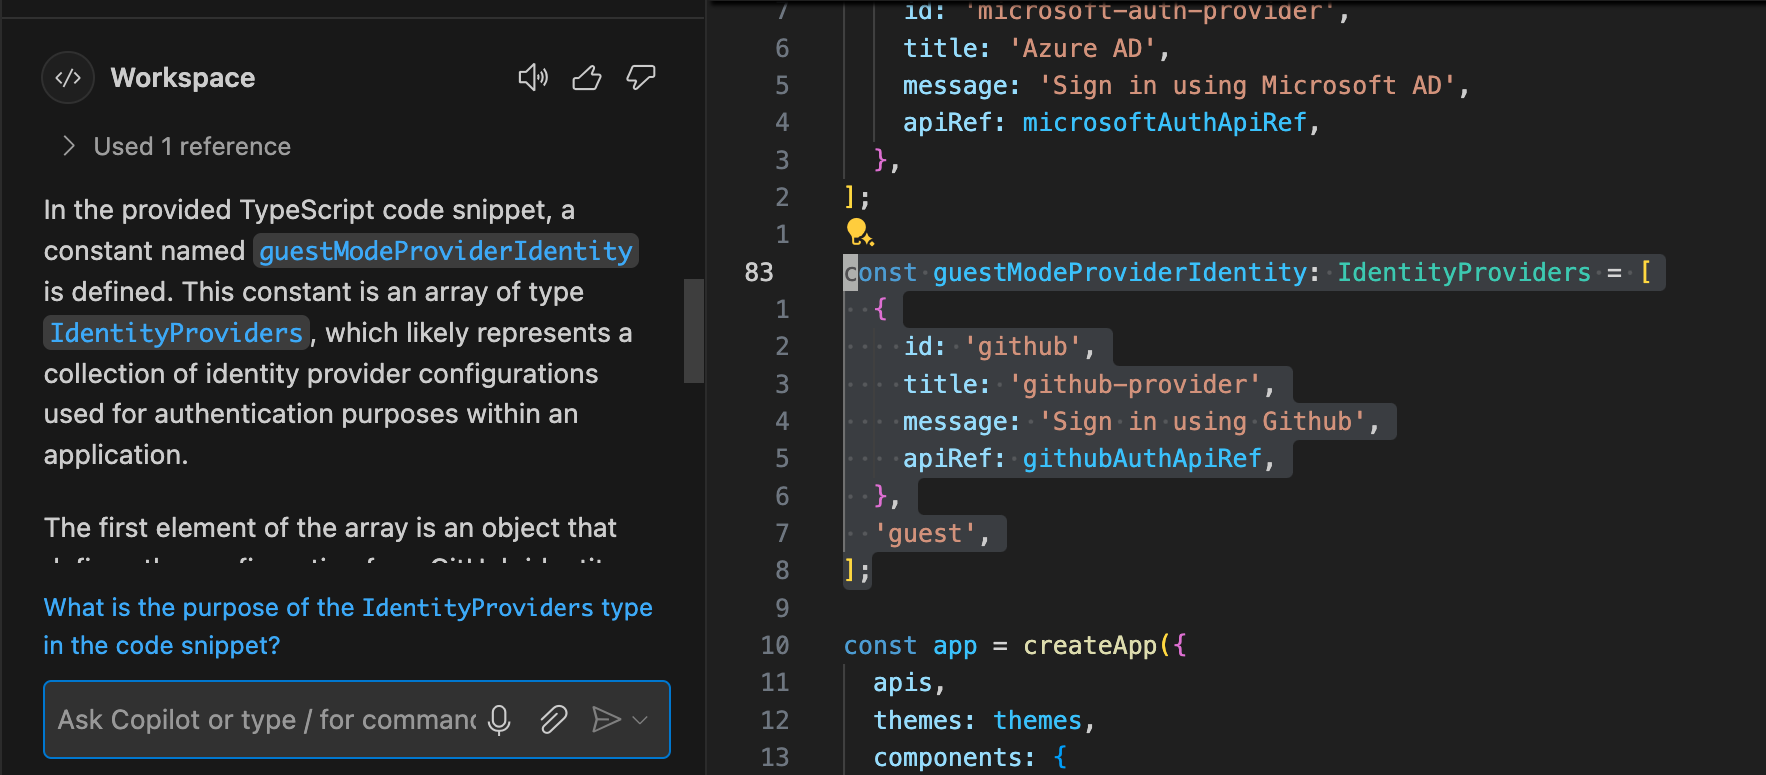 Workspace
Used 1 reference
In the provided TypeScript code snippet, a
constant named guestModeProviderIdentity
is defined. This constant is an array of type
IdentityProviders, which likely represents a
collection of identity provider configurations
used for authentication purposes within an
application.
The first element of the array is an object that
What is the purpose of the IdentityProviders type
in the code snippet?
Ask Copilot or type / for comman
7 id: 'microsoft-auth-provider',
6 title: 'Azure AD',
5 message: 'Sign in using Microsoft AD',
4 apiRef: microsoftAuthApiRef,
3 },
2 ];
1
83 const guestModeProviderIdentity: IdentityProviders = [
1 {
2 id: 'github',
3 title: 'github-provider',
4 message: 'Sign in using Github',
5 apiRef: githubAuthApiRef,
6 },
7 'guest',
8 ];
9
10 const app = createApp({
11 apis,
12 themes: themes,
13 components: {